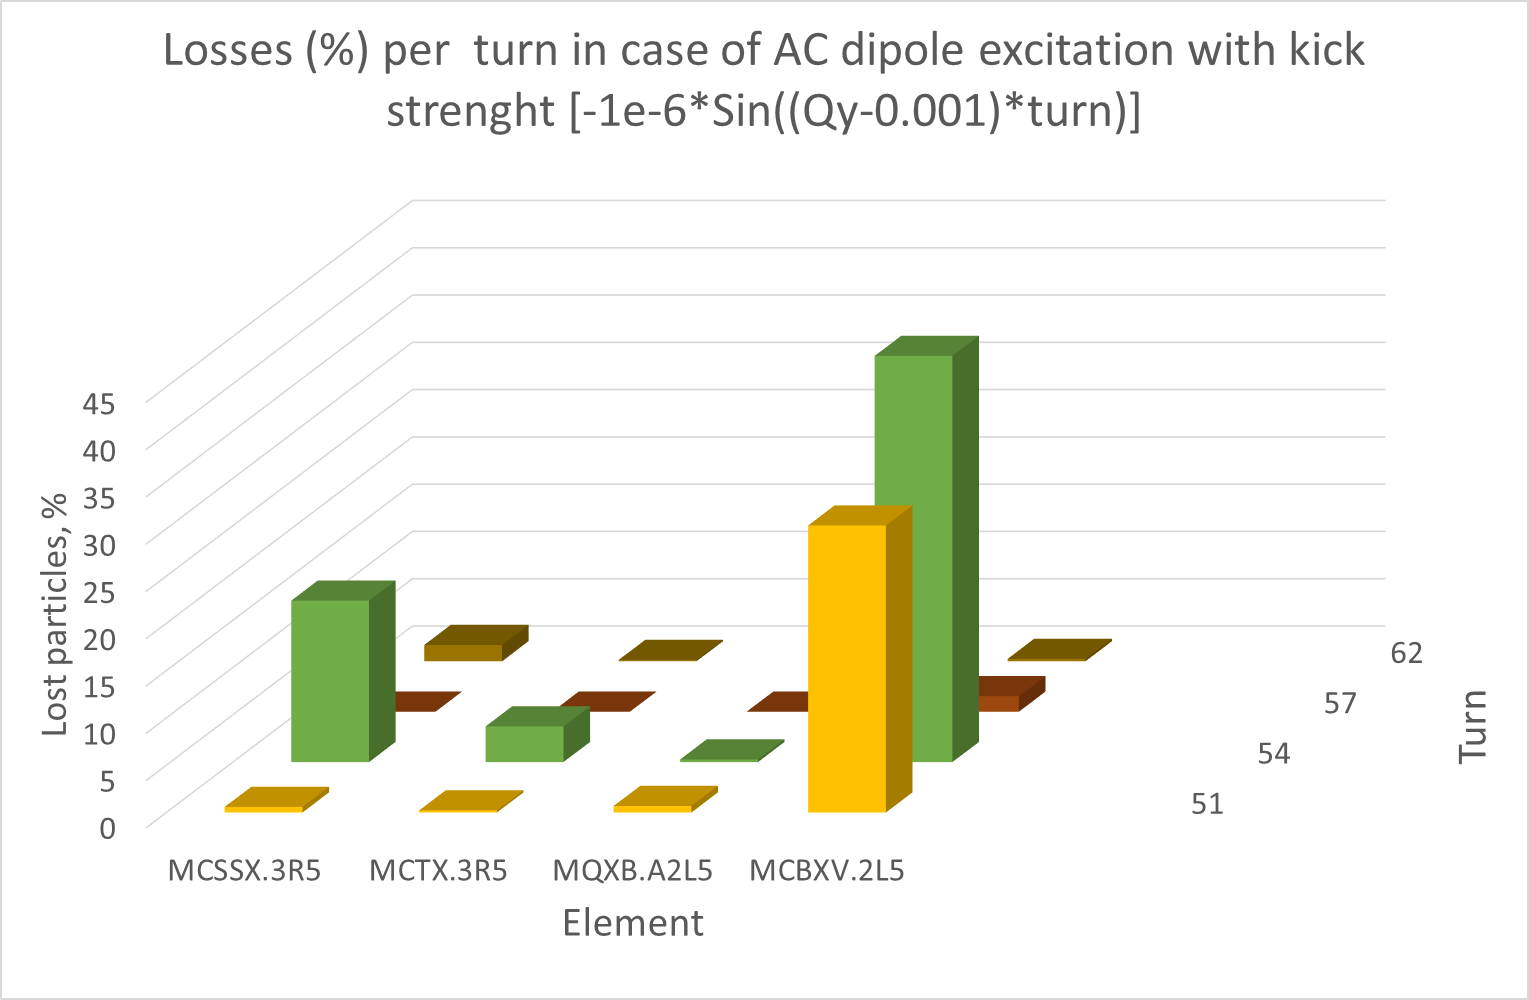 Losses (%) per  turn in case of AC dipole excitation with kick
strenght [-1e-6*Sin((Qy-0.001)*turn)]
45
40
35
30
25
20
15
10
5
0
Lost particles, %
MCSSX.3R5
MCTX.3R5
MQXB.A2L5
MCBXV.2L5
Element
62
57
54
51
Turn